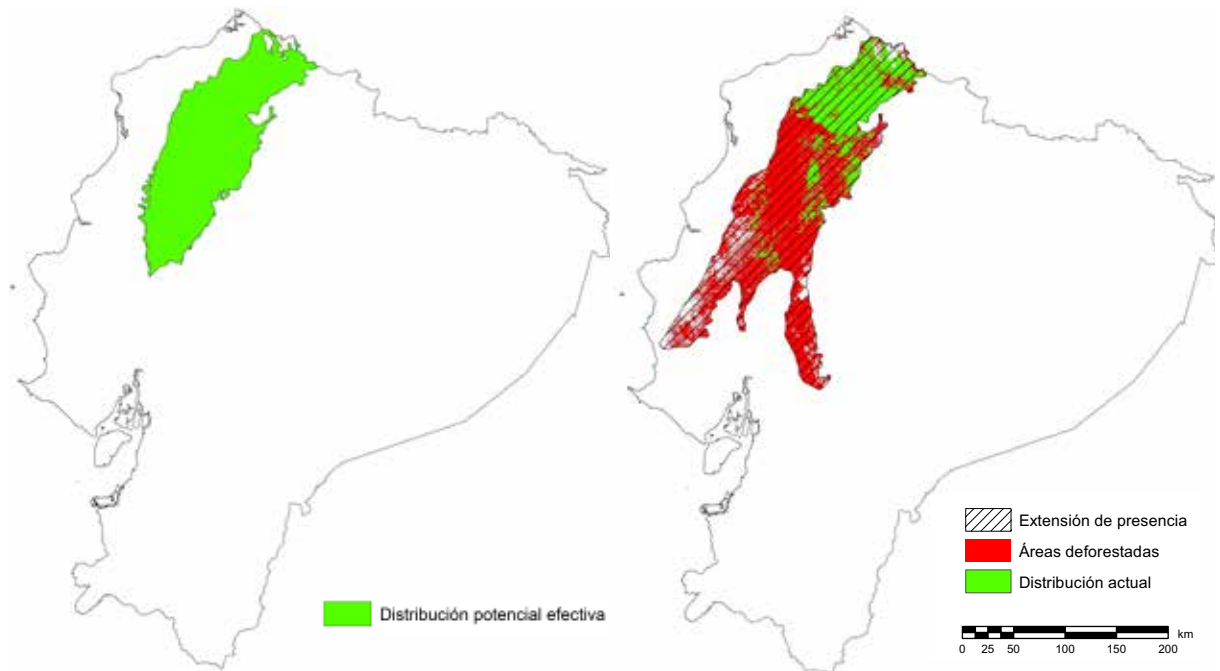 Distribución potencial efectiva
Extensión de presencia
Áreas deforestadas
Distribución actual
km
0 25 50 100 150 200